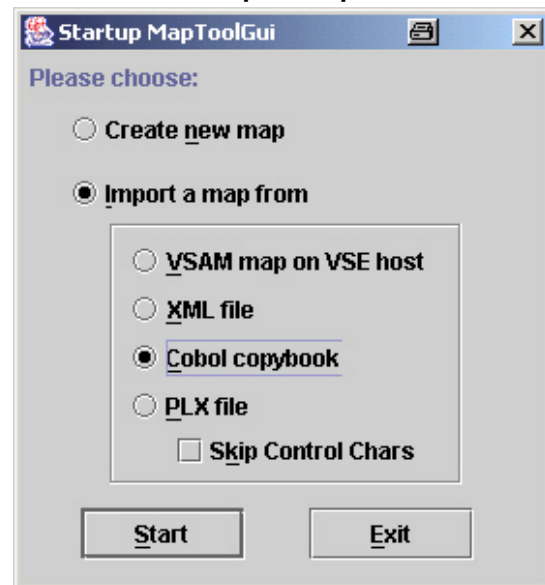 Startup MapToolGui
Please choose:
Create new map
Import a map from
VSAM map on VSE host
XML file
Cobol copybook
PLX file
Skip Control Chars
Start
Exit